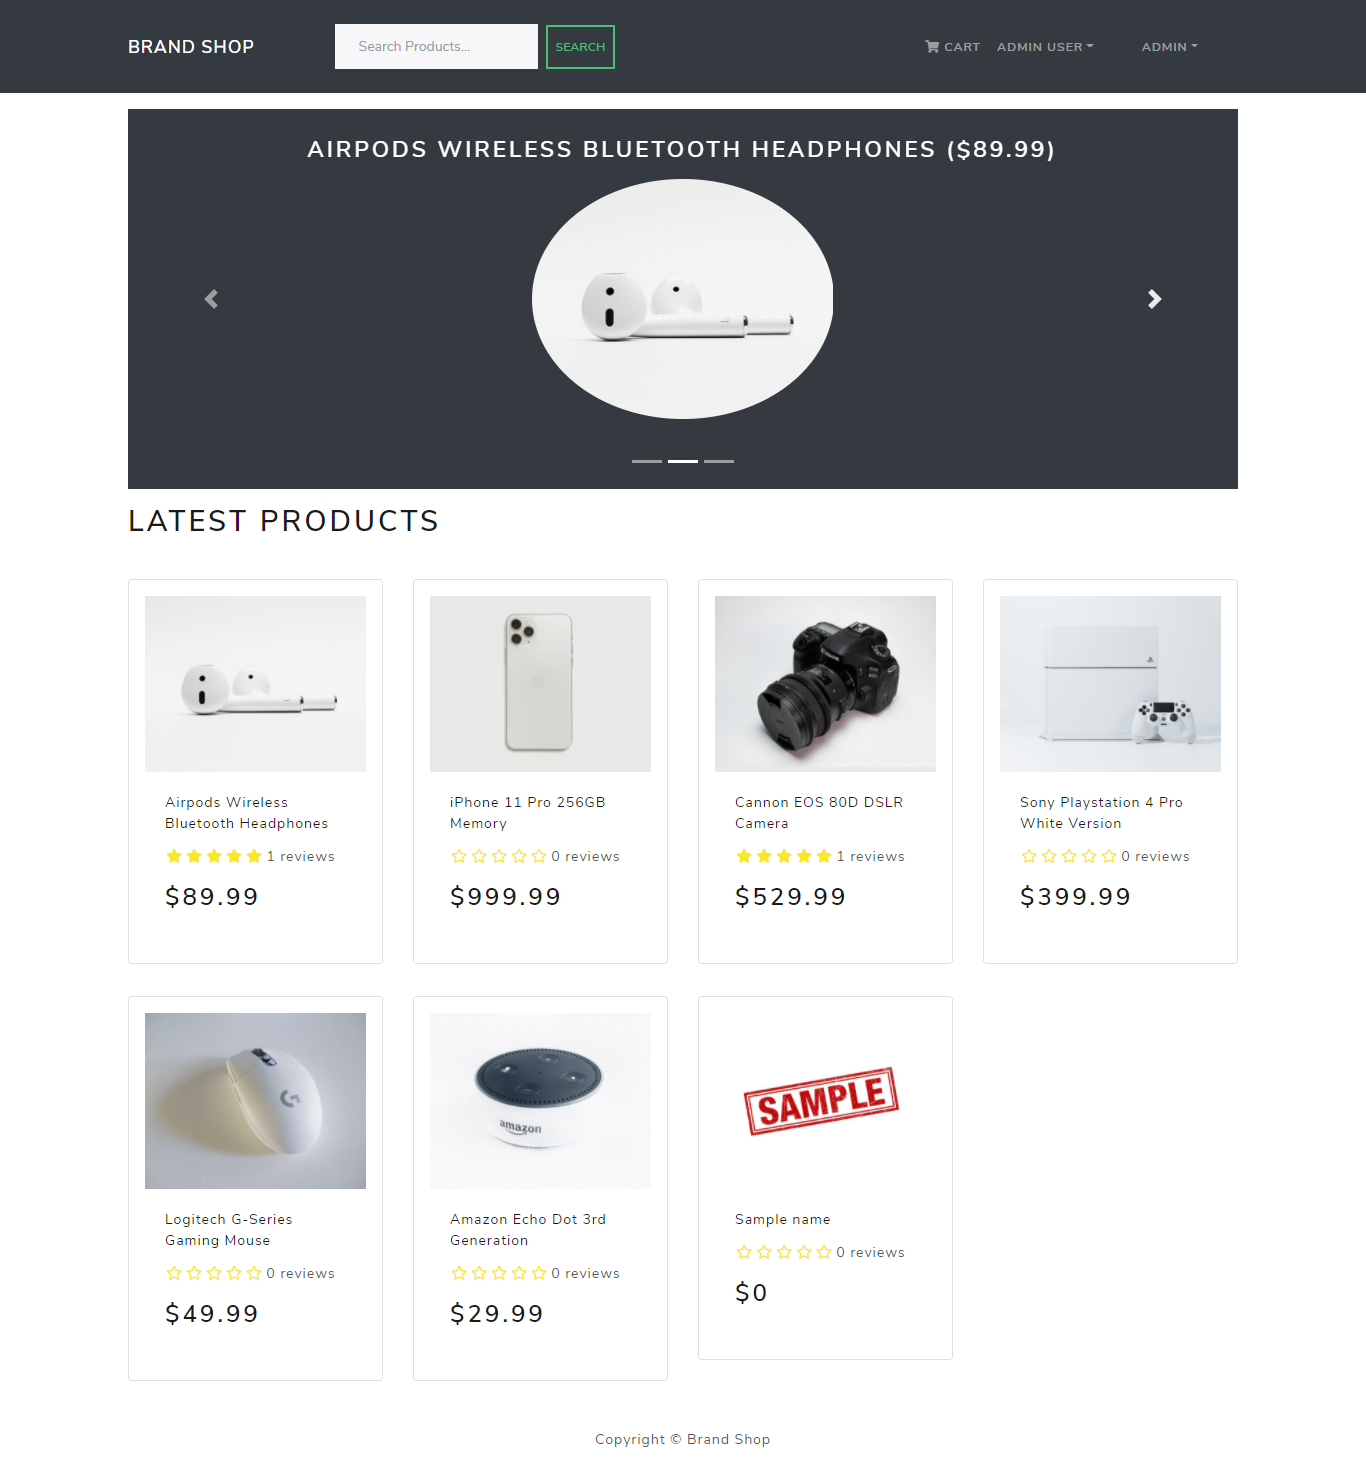 BRAND SHOP
Search Products...
SEARCH
CART
ADMIN USER
ADMIN
AIRPODS WIRELESS BLUETOOTH HEADPHONES ($89.99)
LATEST PRODUCTS
Airpods Wireless
Bluetooth Headphones
1 reviews
$89.99
iPhone 11 Pro 256GB
Memory
0 reviews
$999.99
Cannon EOS 80D DSLR
Camera
1 reviews
$529.99
Sony Playstation 4 Pro
White Version
0 reviews
$399.99
Logitech G-Series
Gaming Mouse
0 reviews
$49.99
amazon
Amazon Echo Dot 3rd
Generation
0 reviews
$29.99
SAMPLE
Sample name
0 reviews
$0
Copyright © Brand Shop